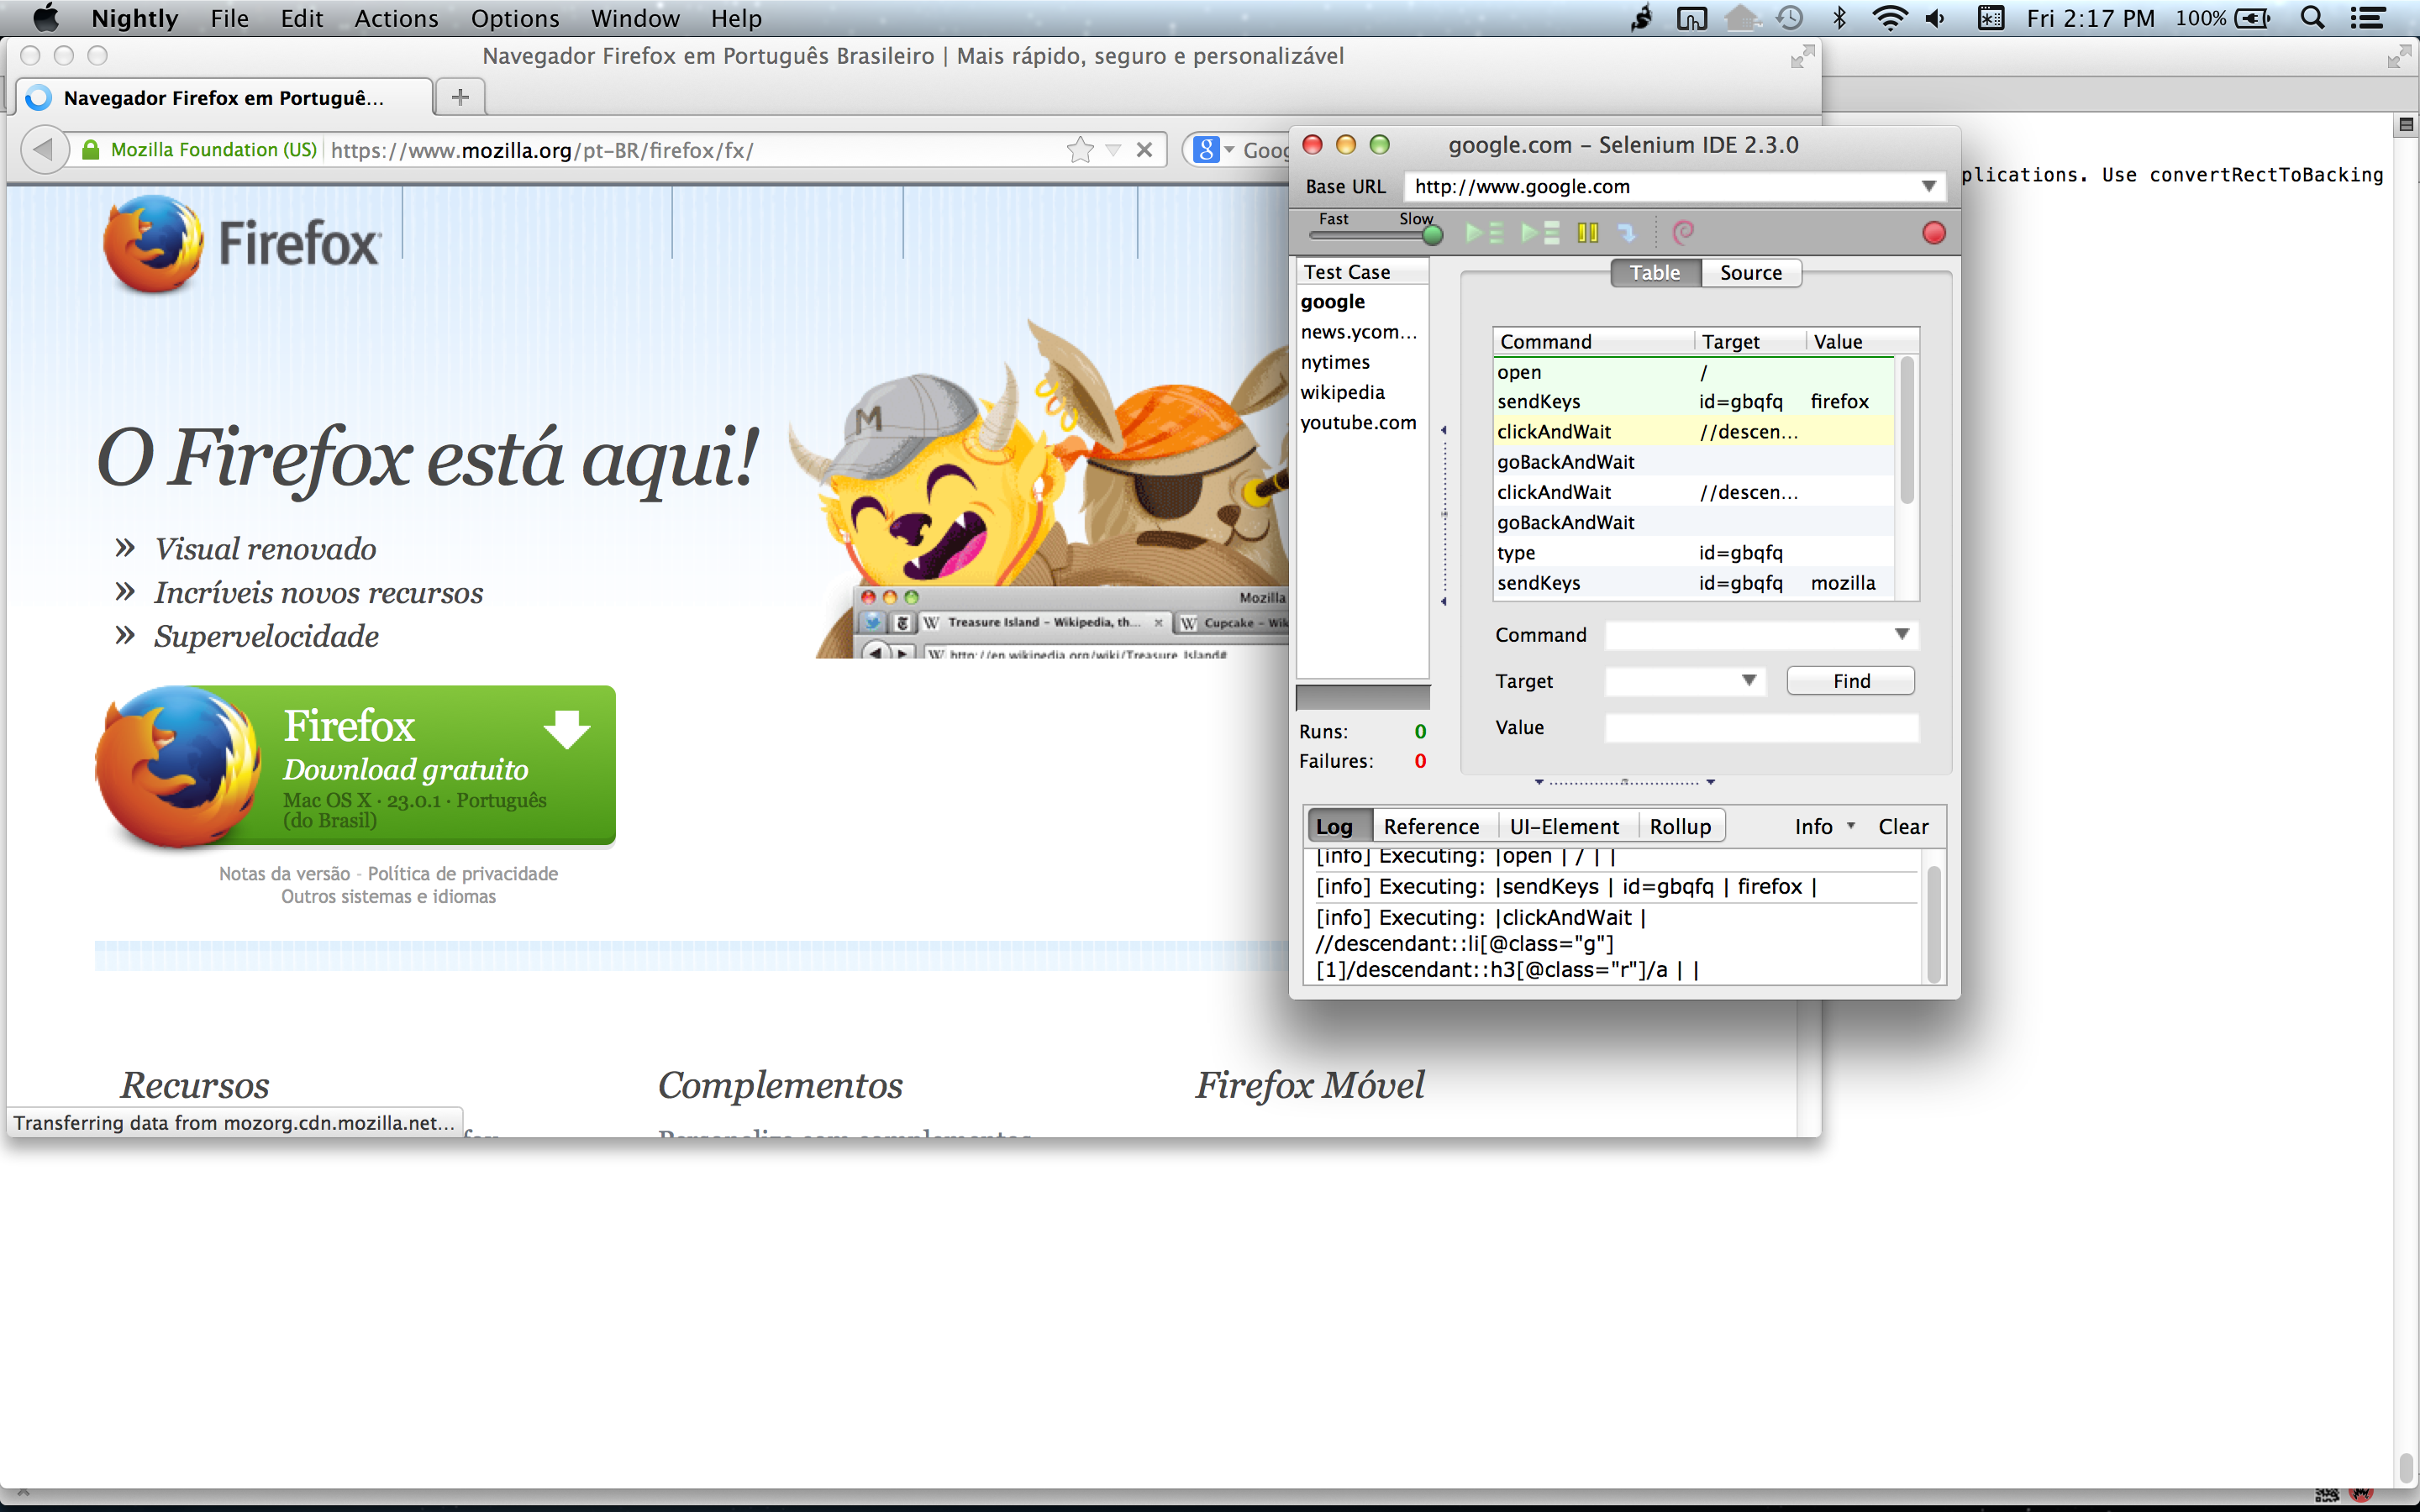 Nightly File Edit Actions Options Window Help
Fri 2:17 PM 100%
Navegador Firefox em Português Brasileiro | Mais rápido, seguro e personalizável
Navegador Firefox em Portuguê...
Mozilla Foundation (US) https://www.mozilla.org/pt-BR/firefox/fx/
Firefox
O Firefox está aqui!
» Visual renovado
» Incríveis novos recursos
» Supervelocidade
M
Mozilla
Treasure Island – Wikipedia, th...
Cupcake – Wik
http://en.wikipedia.org/wiki/Treasure_Island#
Firefox
Download gratuito
Mac OS X · 23.0.1 · Português
(do Brasil)
Notas da versão - Política de privacidade
Outros sistemas e idiomas
Recursos Complementos Firefox Móvel
Transferring data from mozorg.cdn.mozilla.net...
google.com – Selenium IDE 2.3.0
Base URL http://www.google.com
Fast Slow
Test Case
google
news.ycom...
nytimes
wikipedia
youtube.com
Runs: 0
Failures: 0
Table Source
Command Target Value
open /
sendKeys id=gbqfq firefox
clickAndWait //descen...
goBackAndWait
clickAndWait //descen...
goBackAndWait
type id=gbqfq
sendKeys id=gbqfq mozilla
Command
Target Find
Value
Log Reference UI-Element Rollup Info Clear
[info] Executing: |open | / | |
[info] Executing: |sendKeys | id=gbqfq | firefox |
[info] Executing: |clickAndWait |
//descendant::li[@class="g"]
[1]/descendant::h3[@class="r"]/a | |
plications. Use convertRectToBacking